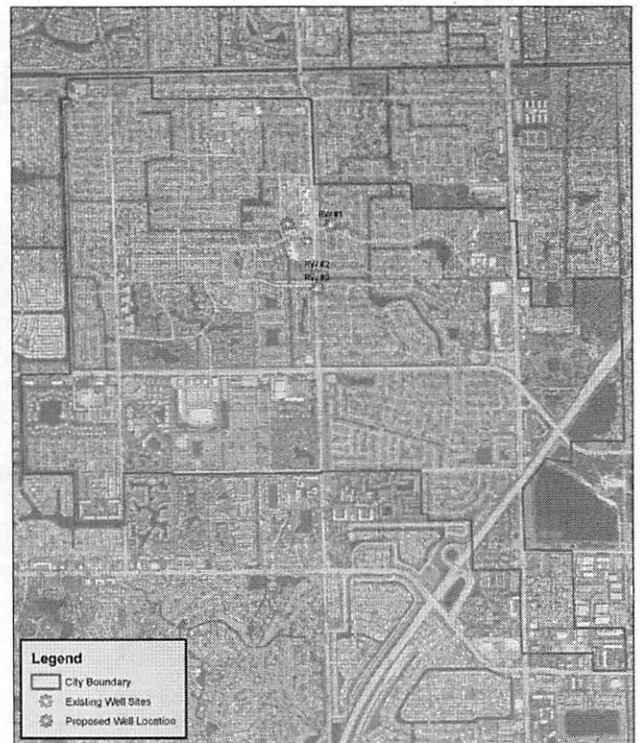 RW#1
RW#2
RW#3
Legend
City Boundary
Existing Well Sites
Proposed Well Location